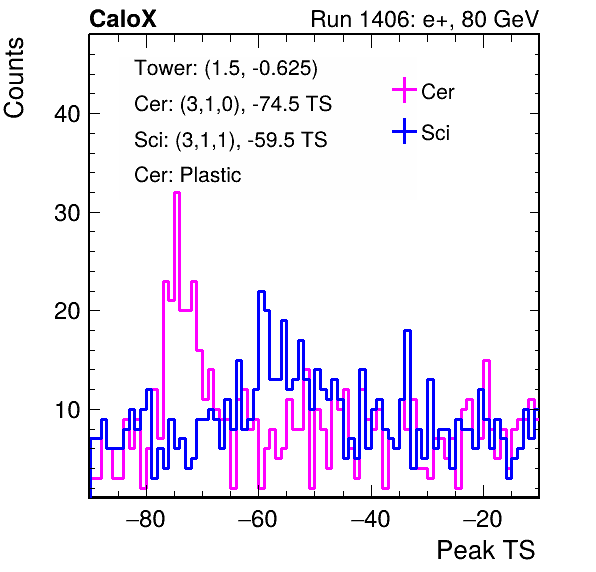 CaloX Run 1406: e+, 80 GeV
Counts
Tower: (1.5, -0.625)
Cer: (3,1,0), -74.5 TS
Sci: (3,1,1), -59.5 TS
Cer: Plastic
Cer
Sci
40
30
20
10
−80 −60 −40 −20
Peak TS